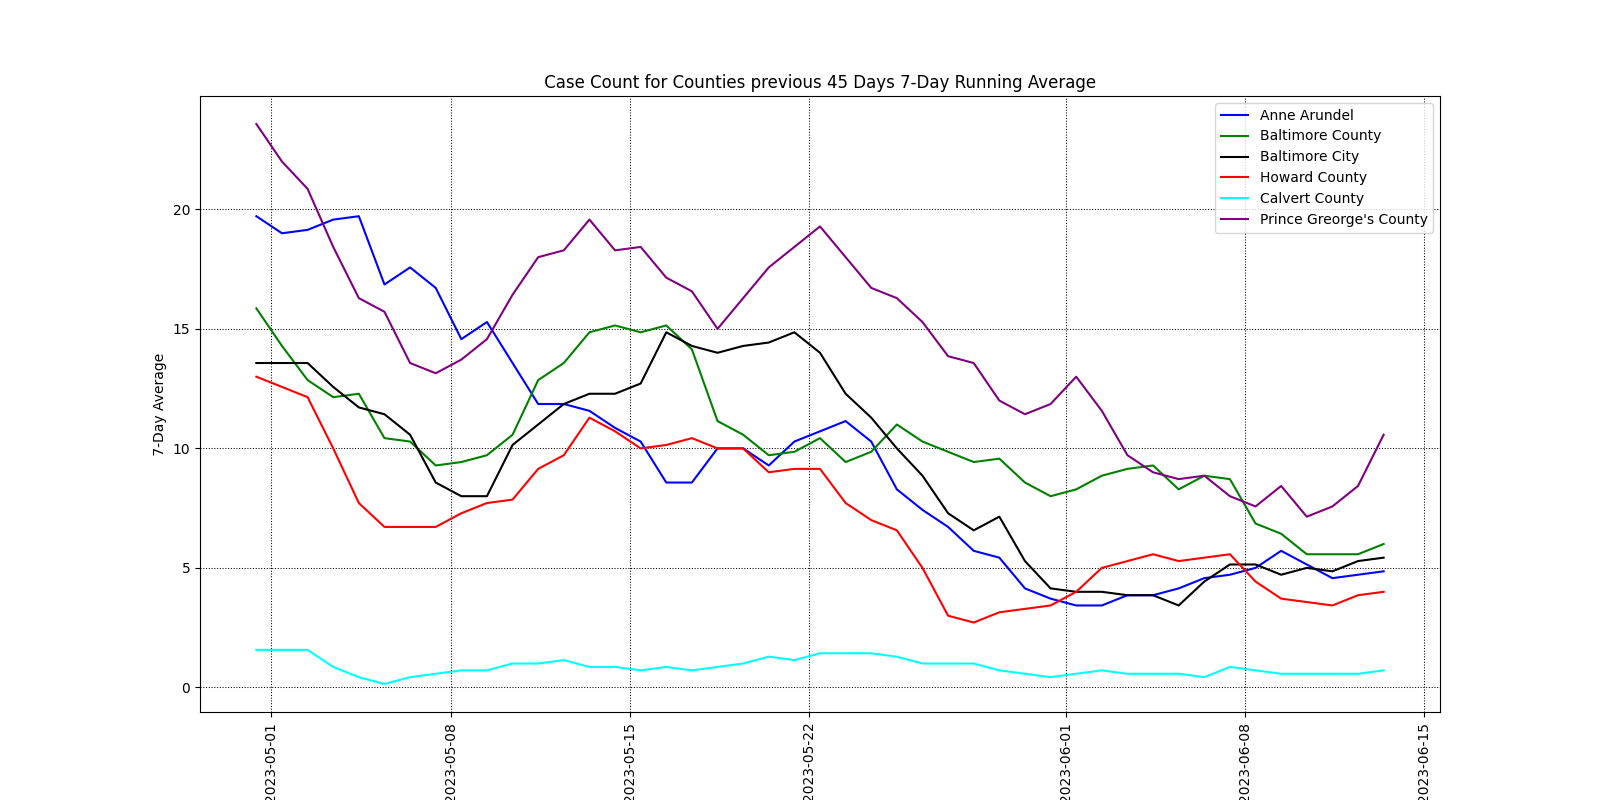 Case Count for Counties previous 45 Days 7-Day Running Average
Anne Arundel
Baltimore County
Baltimore City
Howard County
Calvert County
Prince Greorge's County
7-Day Average
20
15
10
5
0
2023-05-01
2023-05-08
2023-05-15
2023-05-22
2023-06-01
2023-06-08
2023-06-15